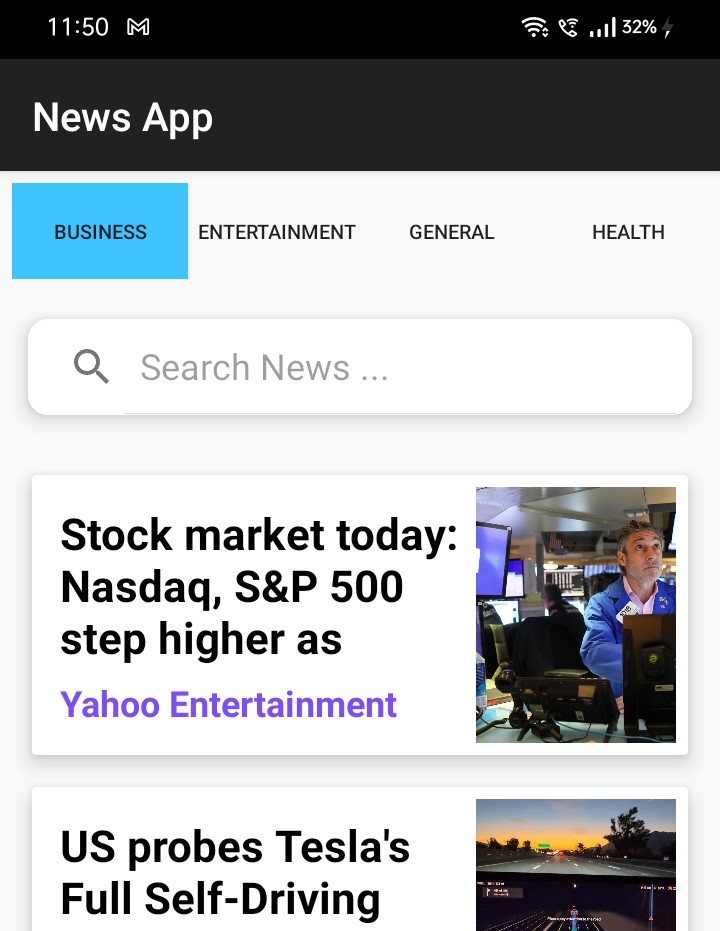 11:50
32%
News App
BUSINESS ENTERTAINMENT GENERAL HEALTH
Search News ...
Stock market today:
Nasdaq, S&P 500
step higher as
Yahoo Entertainment
US probes Tesla's
Full Self-Driving